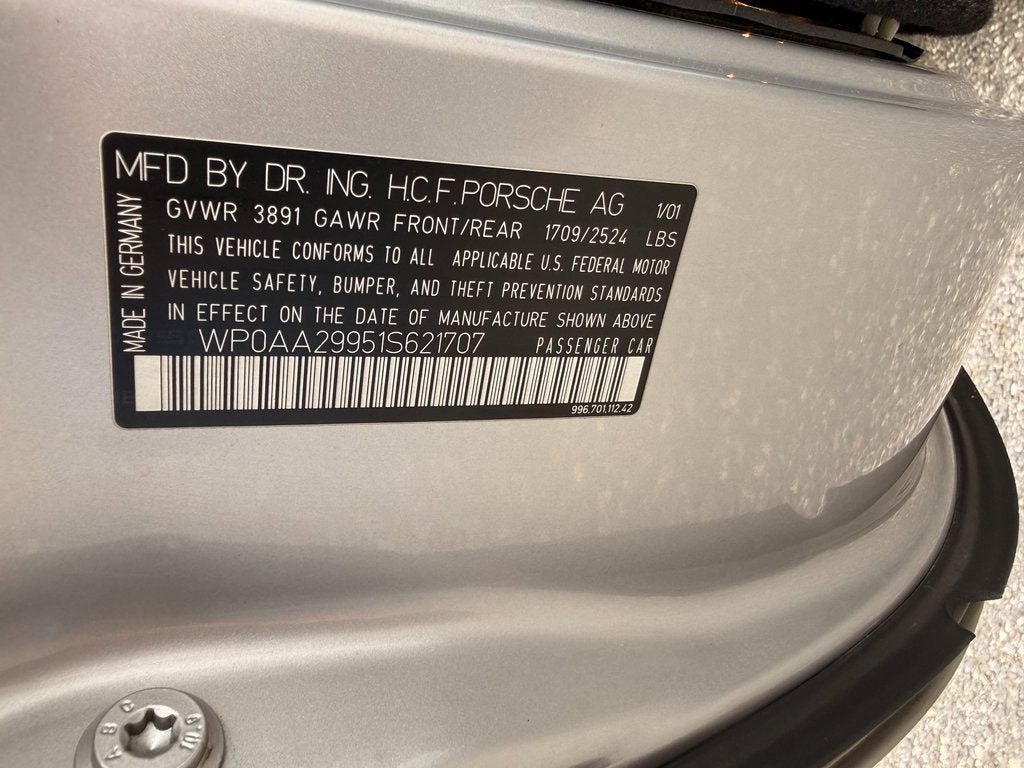 MFD BY DR. ING. H.C.F.PORSCHE AG 1/01
GVWR 3891 GAWR FRONT/REAR 1709/2524 LBS
THIS VEHICLE CONFORMS TO ALL APPLICABLE U.S. FEDERAL MOTOR
VEHICLE SAFETY, BUMPER, AND THEFT PREVENTION STANDARDS
IN EFFECT ON THE DATE OF MANUFACTURE SHOWN ABOVE
WP0AA29951S621707 PASSENGER CAR
996.701.112.42
MADE IN GERMANY
A B C 10.9